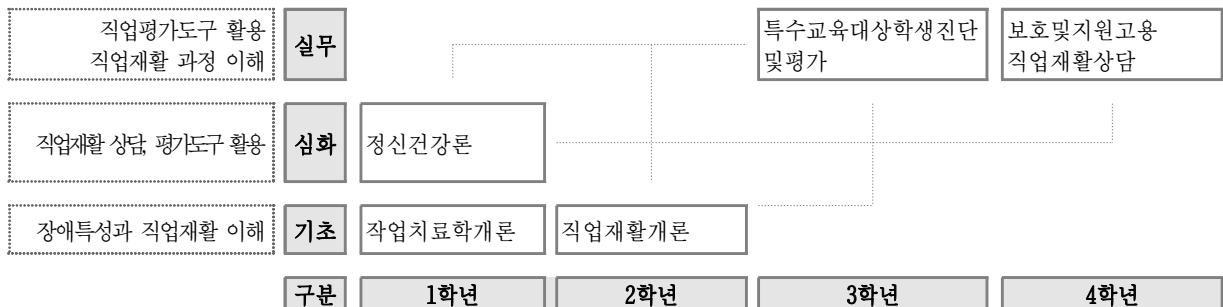 직업평가도구 활용
직업재활 과정 이해
실무
특수교육대상학생진단
및평가
보호및지원고용
직업재활상담
직업재활 상담, 평가도구 활용
심화
정신건강론
장애특성과 직업재활 이해
기초
작업치료학개론
직업재활개론
구분
1학년
2학년
3학년
4학년